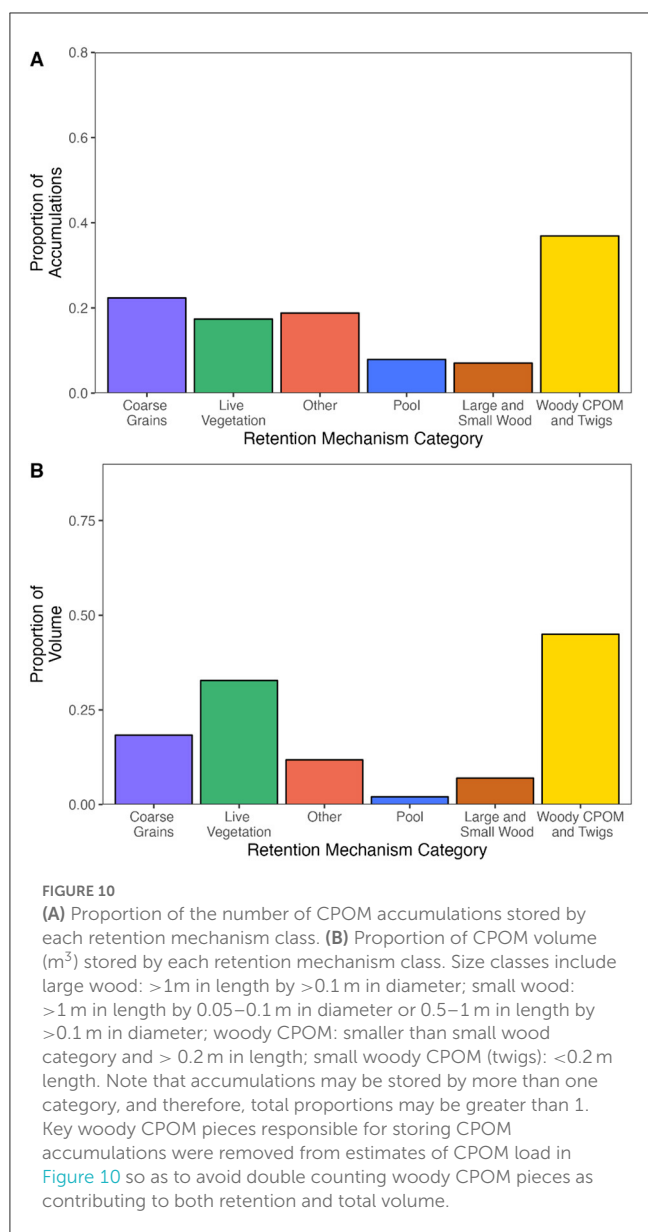 A
0.8
0.6
0.4
0.2
0.0
Proportion of
Accumulations
Coarse
Grains
Live
Vegetation
Other
Pool
Large and
Small Wood
Woody CPOM
and Twigs
Retention Mechanism Category
B
0.75
0.50
0.25
0.00
Proportion of
Volume
Coarse
Grains
Live
Vegetation
Other
Pool
Large and
Small Wood
Woody CPOM
and Twigs
Retention Mechanism Category
FIGURE 10
(A) Proportion of the number of CPOM accumulations stored by
each retention mechanism class. (B) Proportion of CPOM volume
(m³) stored by each retention mechanism class. Size classes include
large wood: >1m in length by >0.1 m in diameter; small wood:
>1 m in length by 0.05–0.1 m in diameter or 0.5–1 m in length by
>0.1 m in diameter; woody CPOM: smaller than small wood
category and > 0.2 m in length; small woody CPOM (twigs): <0.2 m
length. Note that accumulations may be stored by more than one
category, and therefore, total proportions may be greater than 1.
Key woody CPOM pieces responsible for storing CPOM
accumulations were removed from estimates of CPOM load in
Figure 10 so as to avoid double counting woody CPOM pieces as
contributing to both retention and total volume.